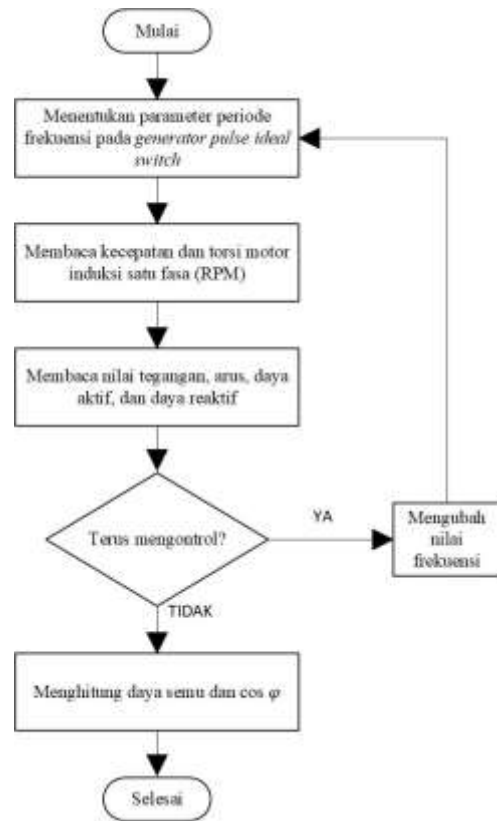 Mulai
Menentukan parameter periode
frekuensi pada generator pulse ideal
switch
Membaca kecepatan dan torsi motor
induksi satu fasa (RPM)
Membaca nilai tegangan, arus, daya
aktif, dan daya reaktif
Terus mengontrol?
YA
Mengubah
nilai
frekuensi
TIDAK
Menghitung daya semu dan cos φ
Selesai